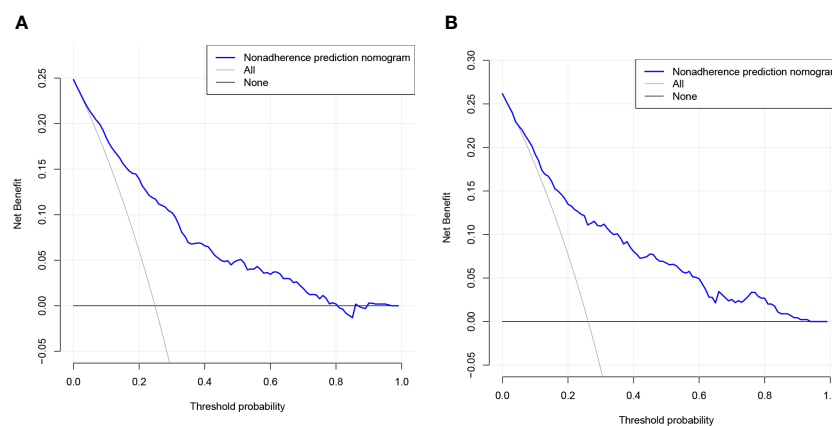 A
Nonadherence prediction nomogram
All
None
Net Benefit
0.25
0.20
0.15
0.10
0.05
0.00
−0.05
0.0 0.2 0.4 0.6 0.8 1.0
Threshold probability
B
Nonadherence prediction nomogra
All
None
Net Benefit
0.30
0.25
0.20
0.15
0.10
0.05
0.00
−0.05
0.0 0.2 0.4 0.6 0.8 1.
Threshold probability